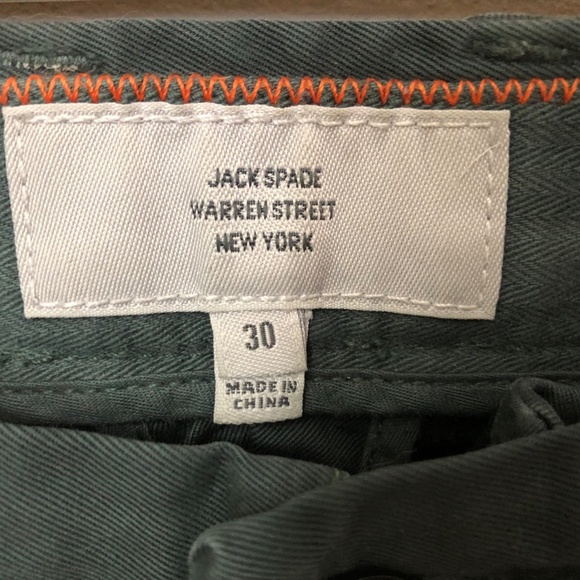 JACK SPADE
WARREN STREET
NEW YORK
30
MADE IN
CHINA